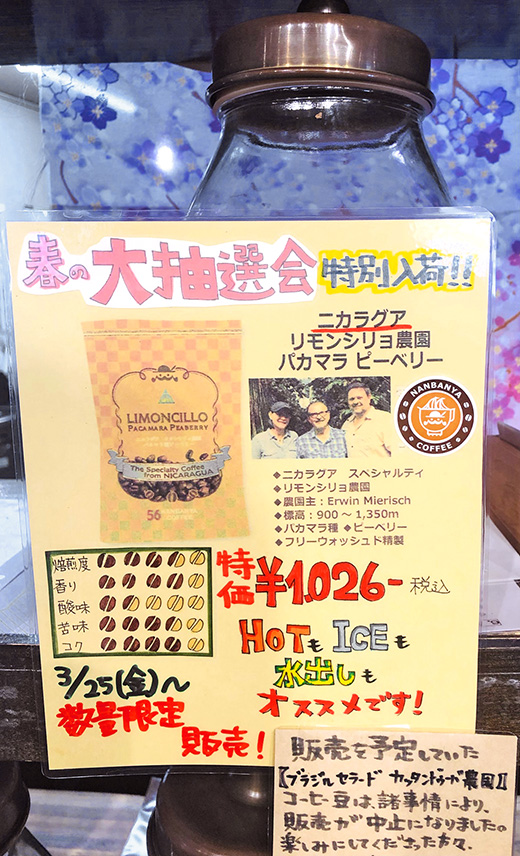 春の大抽選会 特別入荷!!
ニカラグア
リモンシリョ農園
パカマラ ピーベリー
LIMONCILLO
PACAMARA PEABERRY
The Specialty Coffee
from NICARAGUA
56
NANBANYA
COFFEE
NANBANYA
COFFEE
◆ニカラグア スペシャルティ
◆リモンシリョ農園
◆農園主:Erwin Mierisch
◆標高:900〜1,350m
◆パカマラ種 ◆ピーベリー
◆フリーウォッシュド精製
焙煎度
香り
酸味
苦味
コク
特価 ¥1,026- 税込
HOTも ICEも
水出しも
オススメです!
3/25(金)〜
数量限定
販売!
販売を予定していた
【ブラジルセラード カッタントゥガ農園】
コーヒー豆は、諸事情により、
販売が中止になりましたの
楽しみにしてくださった方々、